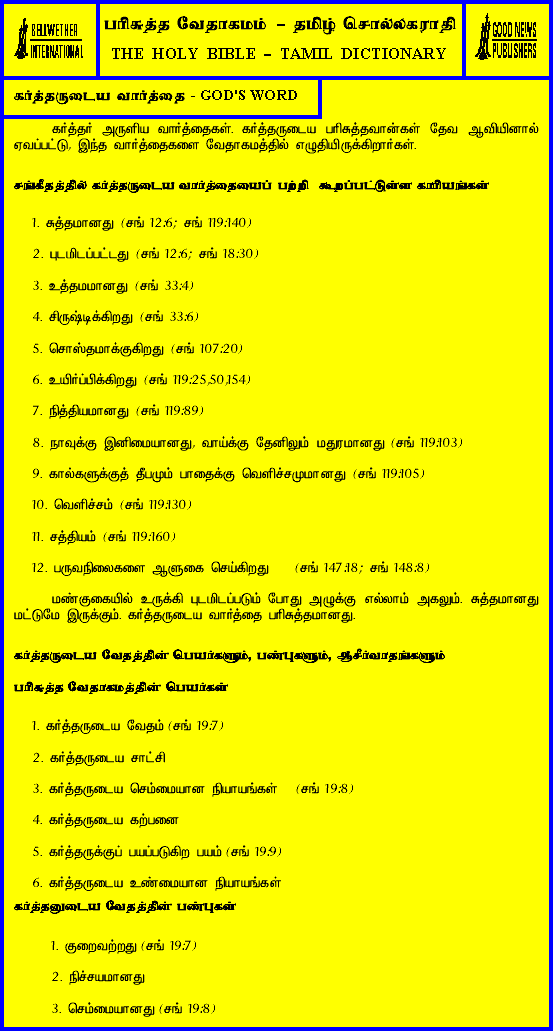 BELLWETHER
INTERNATIONAL
பரிசுத்த வேதாகமம் – தமிழ் சொல்லகராதி
THE HOLY BIBLE – TAMIL DICTIONARY
GOOD NEWS
PUBLISHERS
கர்த்தருடைய வார்த்தை - GOD'S WORD
கர்த்தர் அருளிய வார்த்தைகள். கர்த்தருடைய பரிசுத்தவான்கள் தேவ ஆவியினால்
ஏவப்பட்டு, இந்த வார்த்தைகளை வேதாகமத்தில் எழுதியிருக்கிறார்கள்.
சங்கீதத்தில் கர்த்தருடைய வார்த்தையைப் பற்றி கூறப்பட்டுள்ள காரியங்கள்
1. சுத்தமானது (சங் 12:6; சங் 119:140)
2. புடமிடப்பட்டது (சங் 12:6; சங் 18:30)
3. உத்தமமானது (சங் 33:4)
4. சிருஷ்டிக்கிறது (சங் 33:6)
5. சொஸ்தமாக்குகிறது (சங் 107:20)
6. உயிர்ப்பிக்கிறது (சங் 119:25,50,154)
7. நித்தியமானது (சங் 119:89)
8. நாவுக்கு இனிமையானது, வாய்க்கு தேனிலும் மதுரமானது (சங் 119:103)
9. கால்களுக்குத் தீபமும் பாதைக்கு வெளிச்சமுமானது (சங் 119:105)
10. வெளிச்சம் (சங் 119:130)
11. சத்தியம் (சங் 119:160)
12. பருவநிலைகளை ஆளுகை செய்கிறது (சங் 147:18; சங் 148:8)
மண்குகையில் உருக்கி புடமிடப்படும் போது அழுக்கு எல்லாம் அகலும். சுத்தமானது
மட்டுமே இருக்கும். கர்த்தருடைய வார்த்தை பரிசுத்தமானது.
கர்த்தருடைய வேதத்தின் பெயர்களும், பண்புகளும், ஆசீர்வாதங்களும்
பரிசுத்த வேதாகமத்தின் பெயர்கள்
1. கர்த்தருடைய வேதம் (சங் 19:7)
2. கர்த்தருடைய சாட்சி
3. கர்த்தருடைய செம்மையான நியாயங்கள் (சங் 19:8)
4. கர்த்தருடைய கற்பனை
5. கர்த்தருக்குப் பயப்படுகிற பயம் (சங் 19:9)
6. கர்த்தருடைய உண்மையான நியாயங்கள்
கர்த்தனுடைய வேதத்தின் பண்புகள்
1. குறைவற்றது (சங் 19:7)
2. நிச்சயமானது
3. செம்மையானது (சங் 19:8)